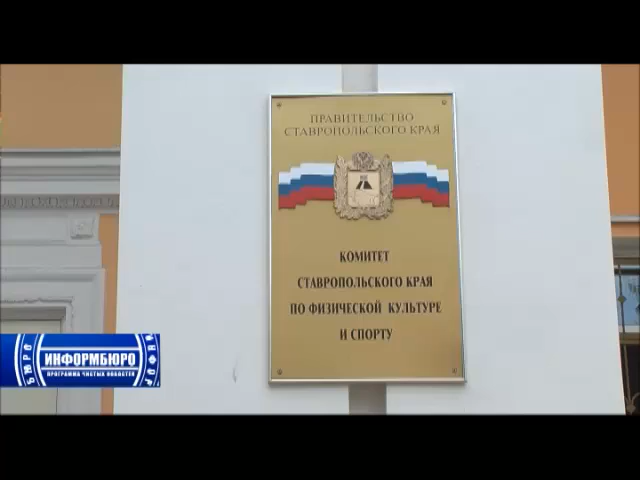 ПРАВИТЕЛЬСТВО
СТАВРОПОЛЬСКОГО КРАЯ
КОМИТЕТ
СТАВРОПОЛЬСКОГО КРАЯ
ПО ФИЗИЧЕСКОЙ КУЛЬТУРЕ
И СПОРТУ
ИНФОРМБЮРО
ПРОГРАММА ЧИСТЫХ НОВОСТЕЙ